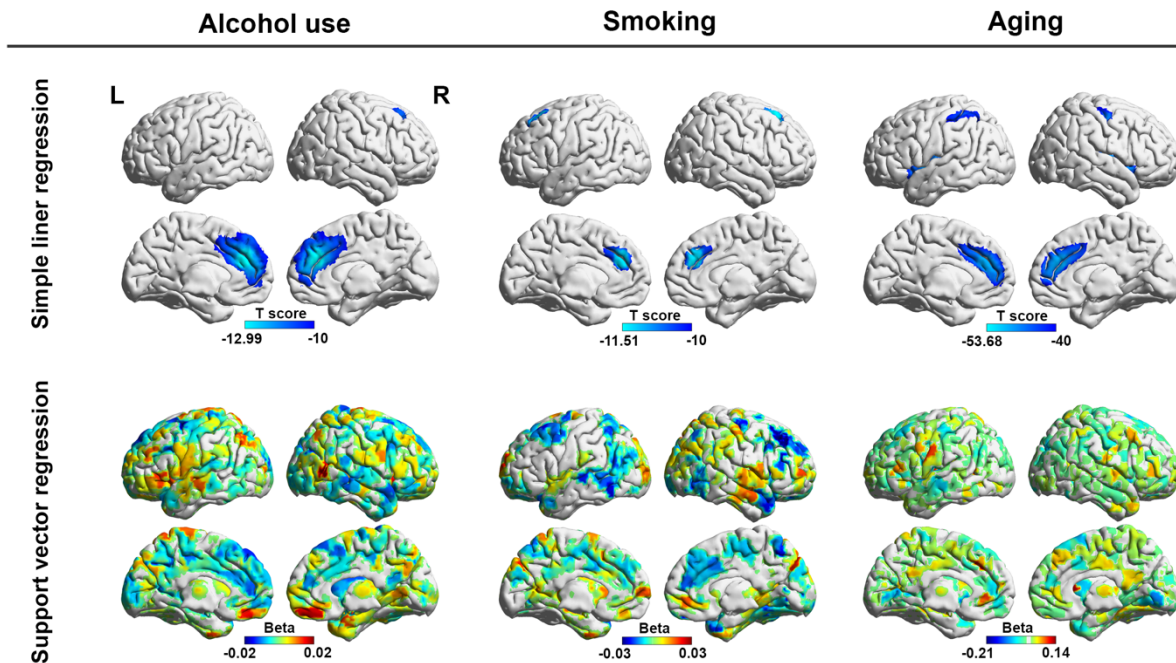 Alcohol use
Smoking
Aging
Simple liner regression
L
R
T score
-12.99
-10
T score
-11.51
-10
T score
-53.68
-40
Support vector regression
Beta
-0.02
0.02
Beta
-0.03
0.03
Beta
-0.21
0.14